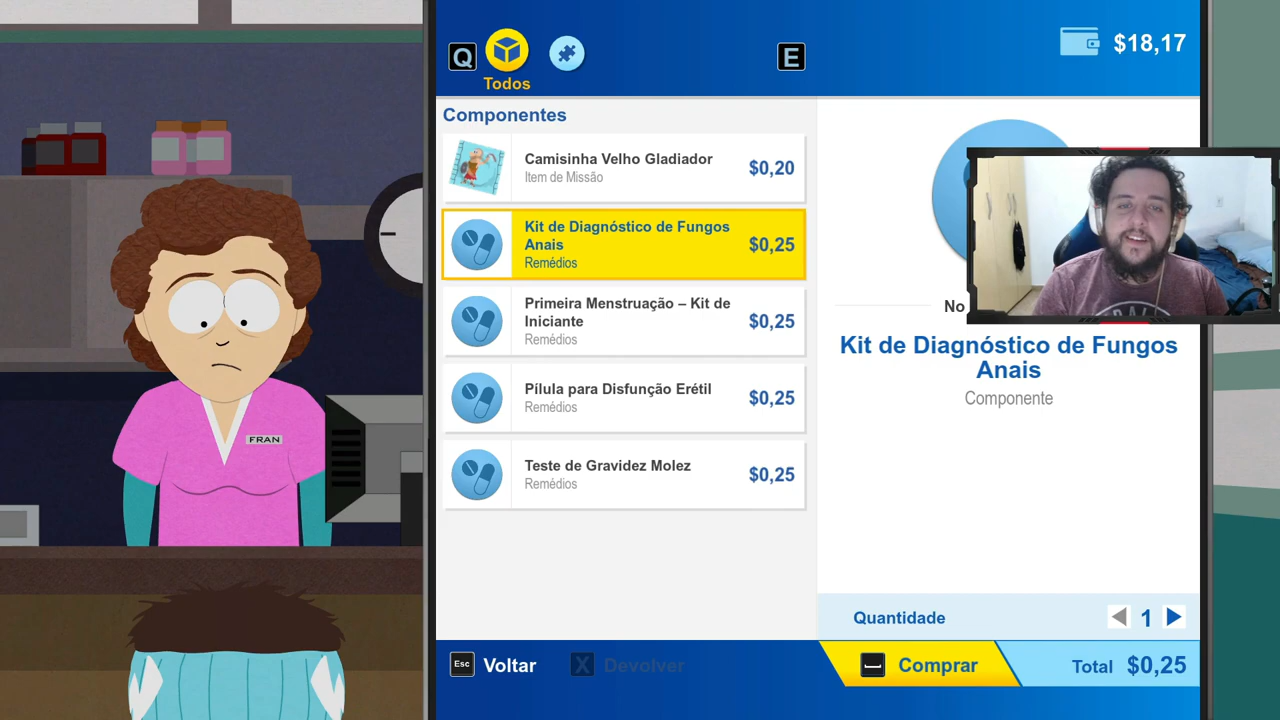 Q
E
Todos
$18,17
Componentes
Camisinha Velho Gladiador
Item de Missão
$0,20
Kit de Diagnóstico de Fungos
Anais
Remédios
$0,25
Primeira Menstruação – Kit de
Iniciante
Remédios
$0,25
Pílula para Disfunção Erétil
Remédios
$0,25
Teste de Gravidez Molez
Remédios
$0,25
FRAN
No
Kit de Diagnóstico de Fungos
Anais
Componente
Quantidade
1
Esc Voltar
X Devolver
Comprar
Total $0,25